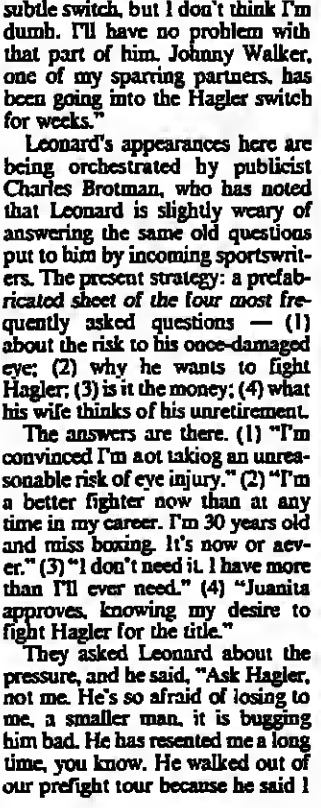 subtle switch, but I don't think I'm
dumb. I'll have no problem with
that part of him. Johnny Walker,
one of my sparring partners, has
been going into the Hagler switch
for weeks."
Leonard's appearances here are
being orchestrated by publicist
Charles Brotman, who has noted
that Leonard is slightly weary of
answering the same old questions
put to him by incoming sportswrit-
ers. The present strategy: a prefab-
ricated sheet of the four most fre-
quently asked questions — (1)
about the risk to his once-damaged
eye; (2) why he wants to fight
Hagler; (3) is it the money; (4) what
his wife thinks of his unretirement.
The answers are there. (1) "I'm
convinced I'm not taking an unrea-
sonable risk of eye injury." (2) "I'm
a better fighter now than at any
time in my career. I'm 30 years old
and miss boxing. It's now or nev-
er." (3) "I don't need it. I have more
than I'll ever need." (4) "Juanita
approves, knowing my desire to
fight Hagler for the title."
They asked Leonard about the
pressure, and he said, "Ask Hagler,
not me. He's so afraid of losing to
me, a smaller man, it is bugging
him bad. He has resented me a long
time, you know. He walked out of
our prefight tour because he said I